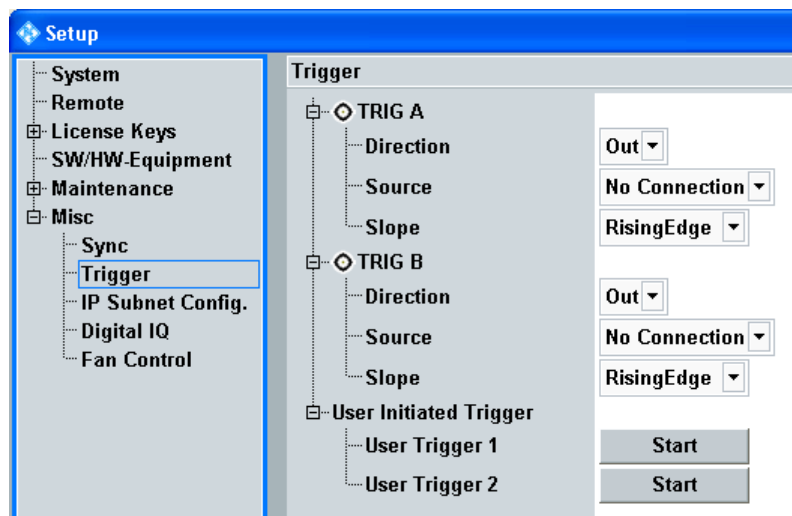 Setup
System
Remote
License Keys
SW/HW-Equipment
Maintenance
Misc
Sync
Trigger
IP Subnet Config.
Digital IQ
Fan Control
Trigger
TRIG A
Direction Out
Source No Connection
Slope RisingEdge
TRIG B
Direction Out
Source No Connection
Slope RisingEdge
User Initiated Trigger
User Trigger 1 Start
User Trigger 2 Start